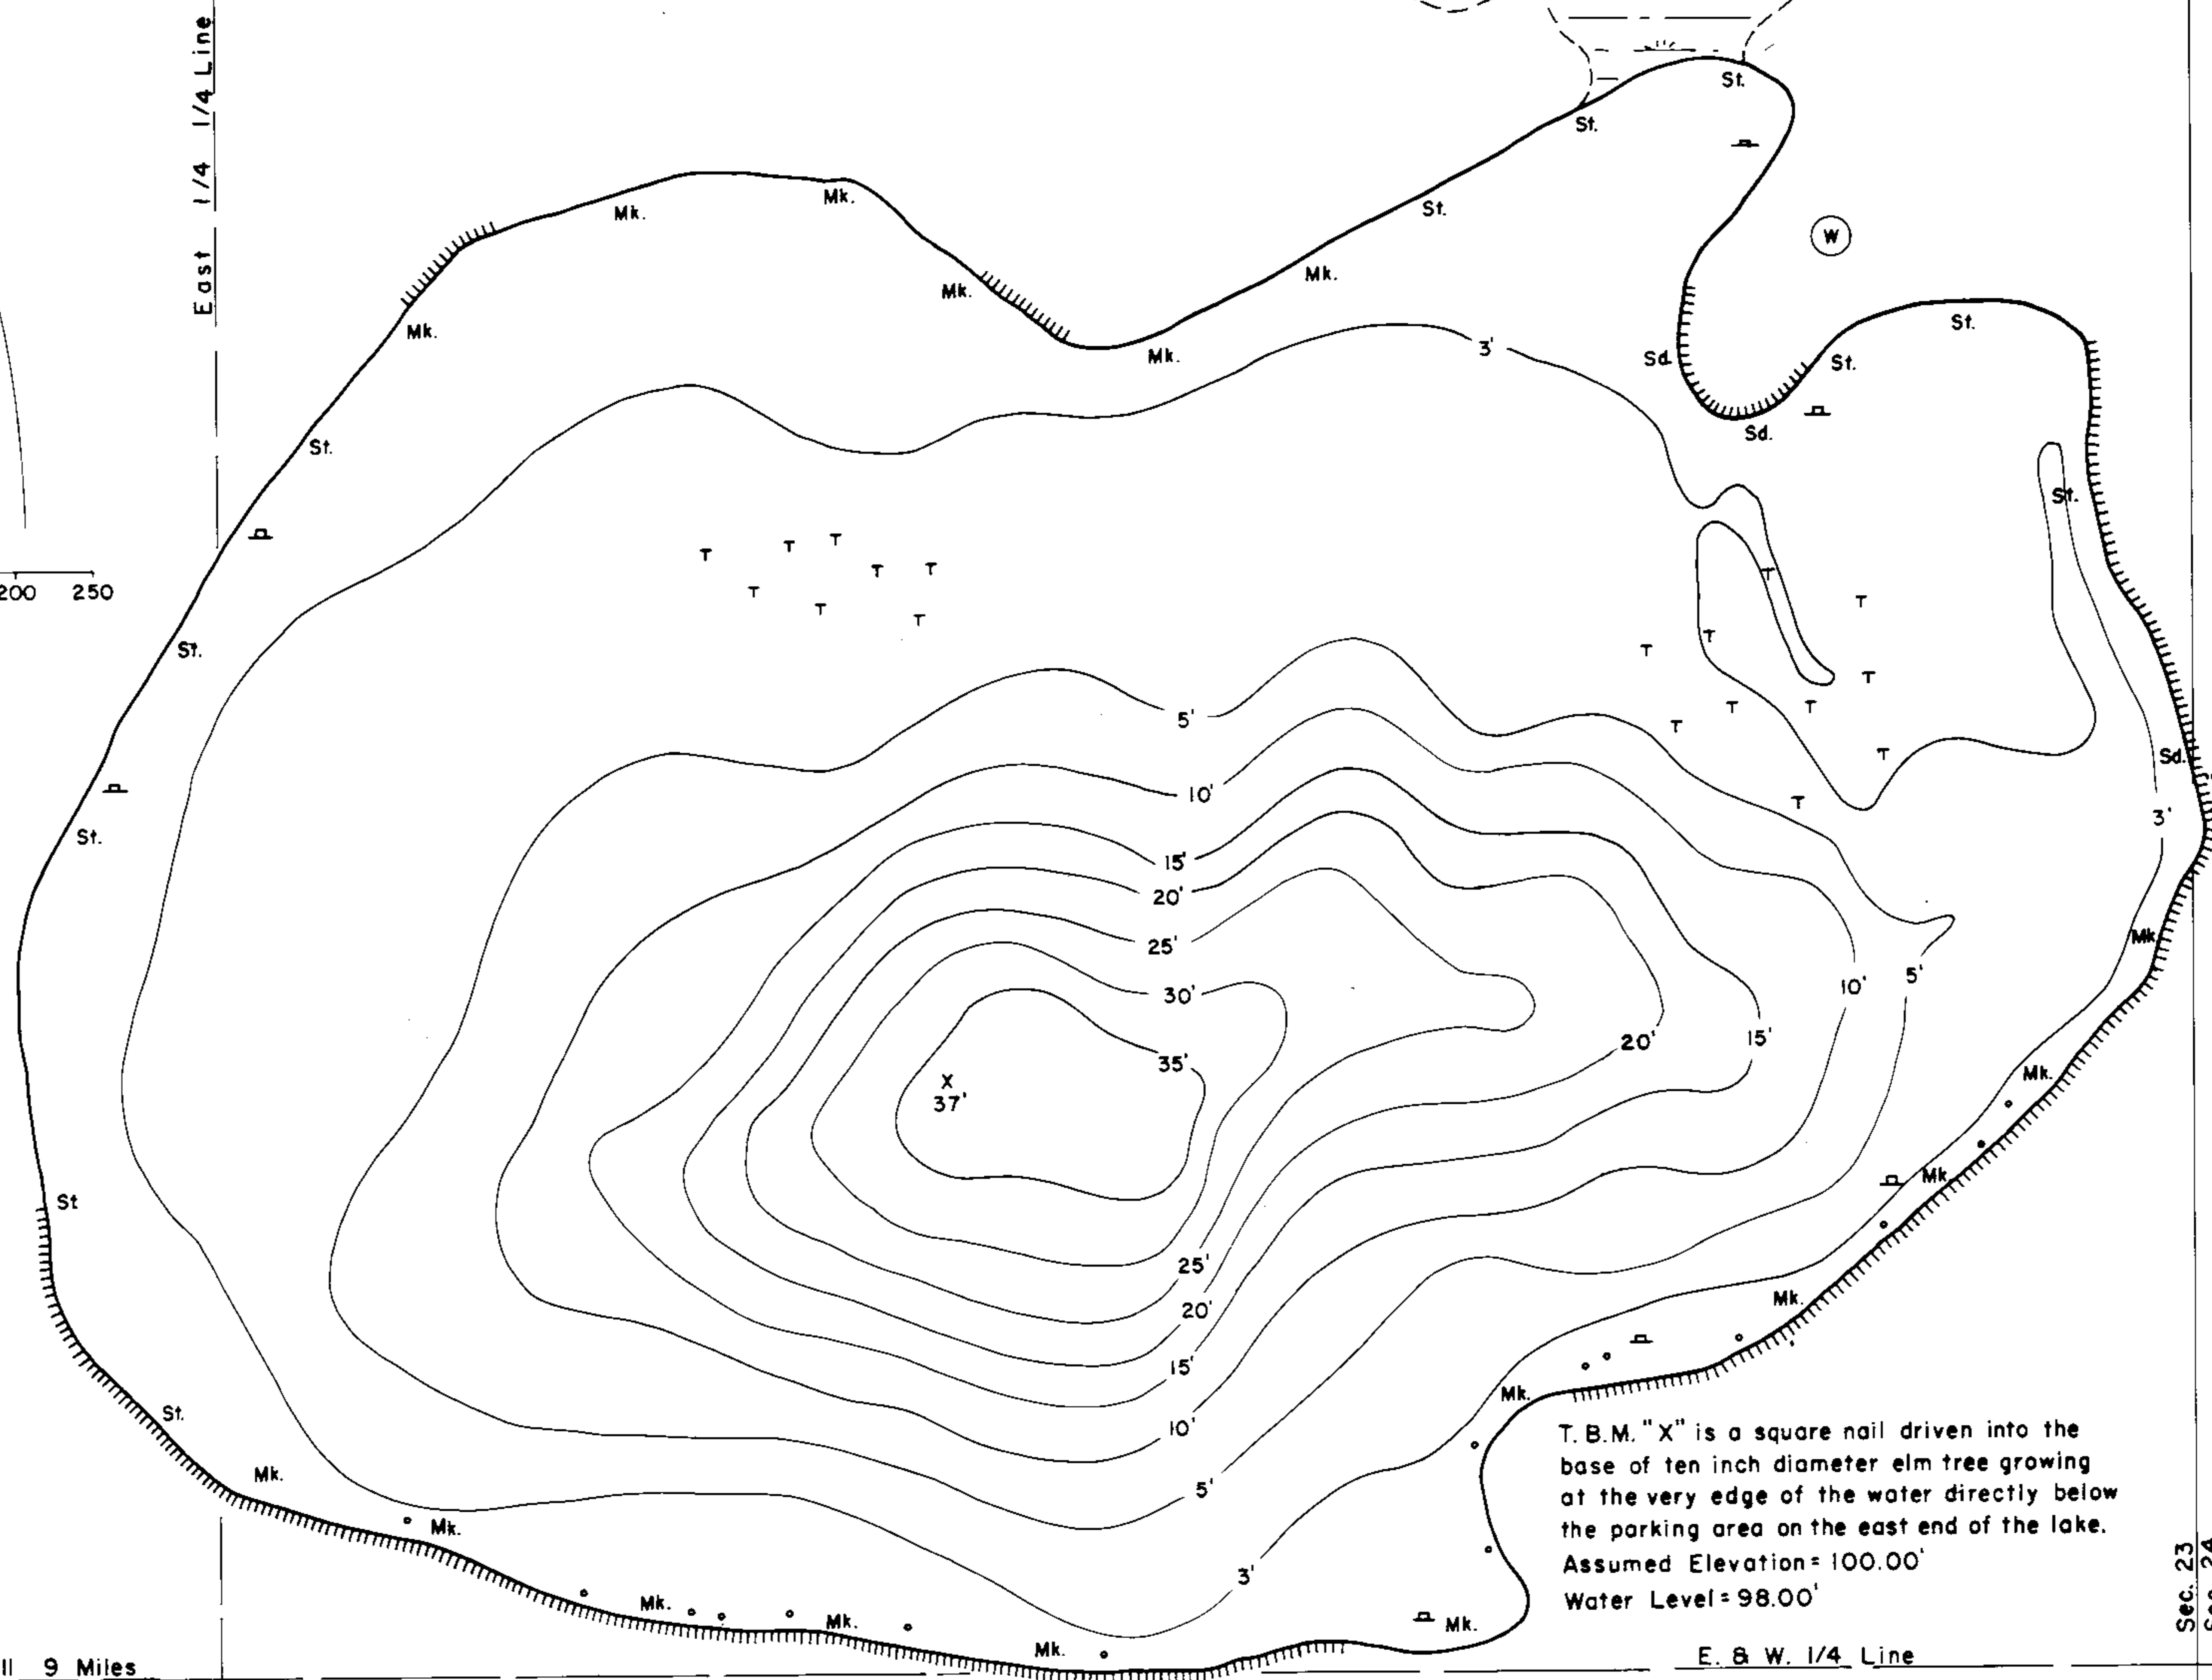 East 1/4 1/4 Line
St.
St.
Mk.
Mk.
St.
W
Mk.
Mk.
Mk.
Mk.
St.
3'
Sd.
St.
Sd.
St.
St.
T T T
T T
T T T
200 250
T
T
T T
T T
T T
T
T
St.
5'
10'
Sd.
3'
St.
15'
20'
25'
Mk.
30'
10'
5'
20'
15'
35'
X
37'
Mk.
Mk.
St
25'
20'
Mk.
15'
Mk.
10'
St.
Mk.
5'
Mk.
T. B.M. "X" is a square nail driven into the
base of ten inch diameter elm tree growing
at the very edge of the water directly below
the parking area on the east end of the lake.
Assumed Elevation = 100.00'
Water Level = 98.00'
3'
Mk.
Mk.
Mk.
Mk.
Sec. 23
E. & W. 1/4 Line
9 Miles